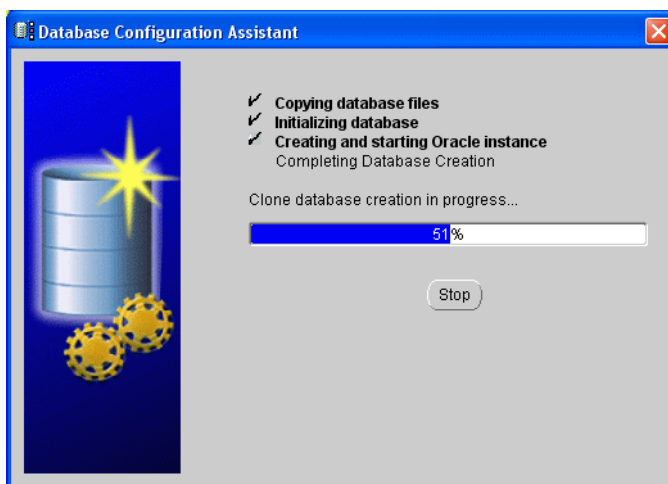 Database Configuration Assistant
Copying database files
Initializing database
Creating and starting Oracle instance
Completing Database Creation
Clone database creation in progress...
51%
Stop